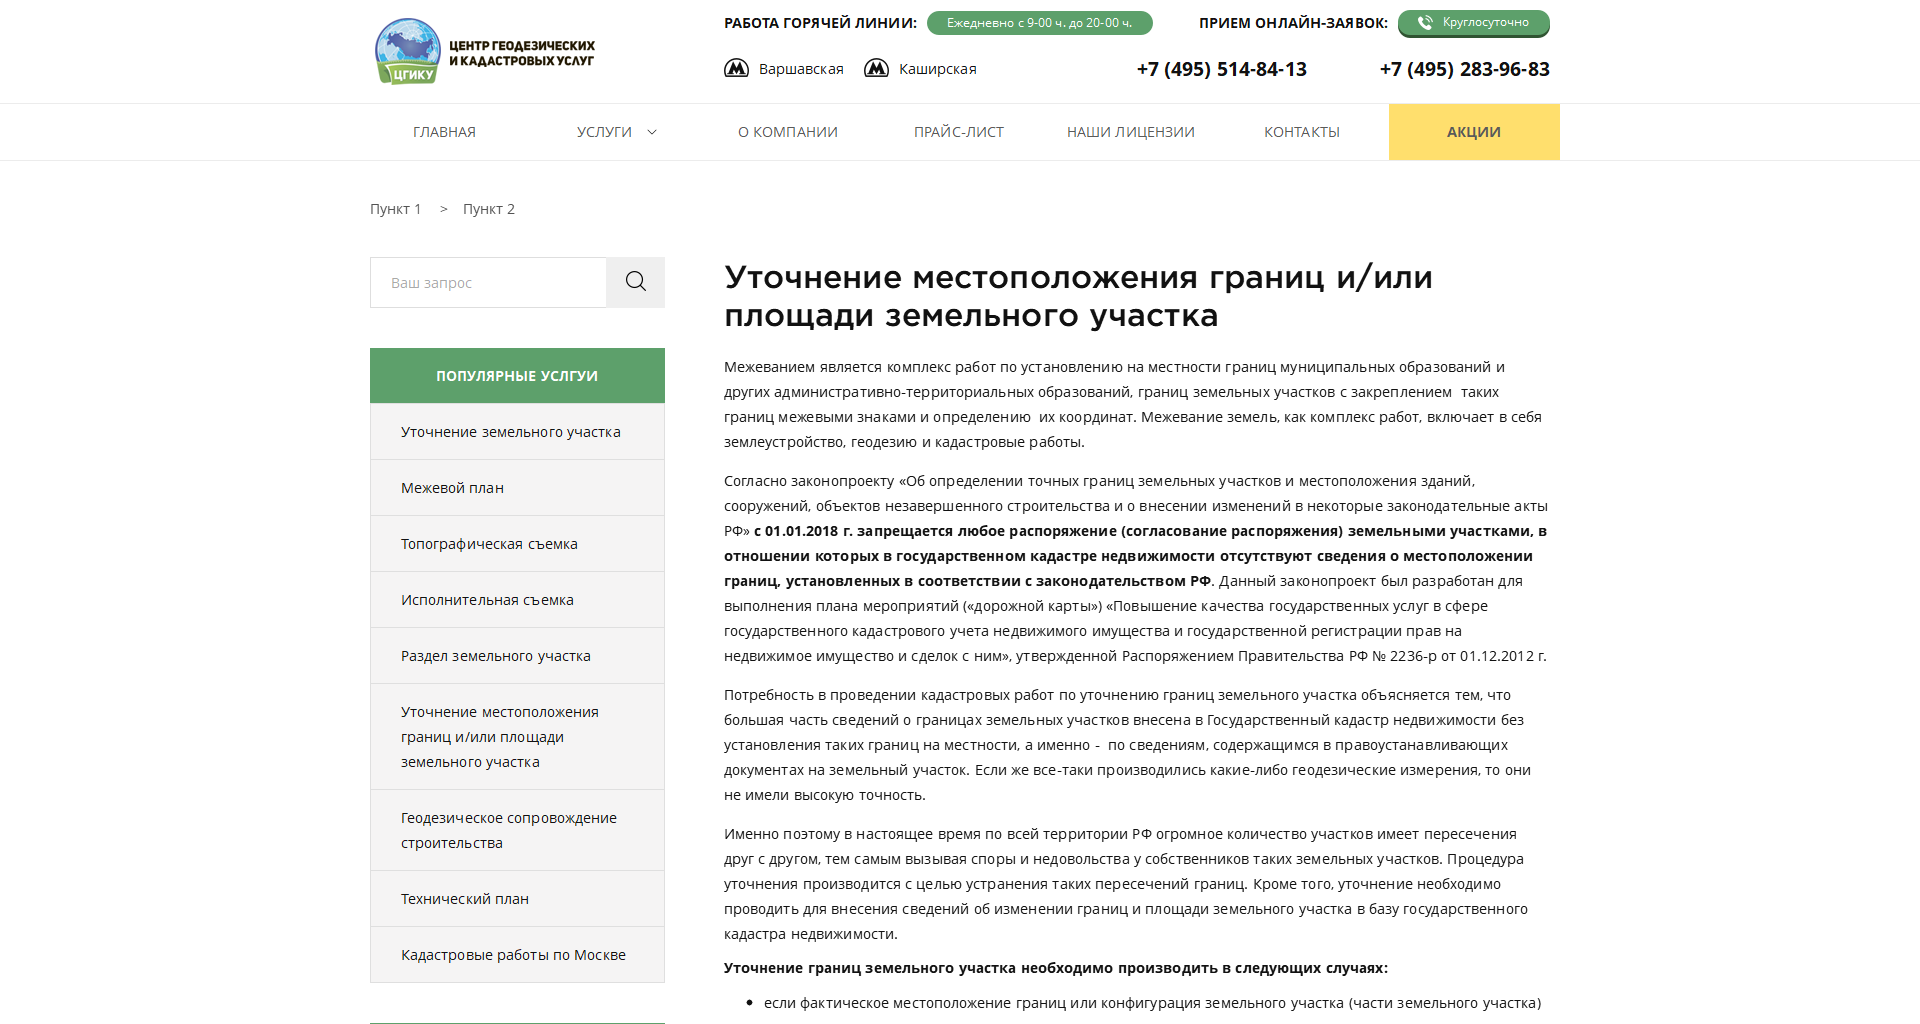 ЦГИКУ
ЦЕНТР ГЕОДЕЗИЧЕСКИХ
И КАДАСТРОВЫХ УСЛУГ
РАБОТА ГОРЯЧЕЙ ЛИНИИ: Ежедневно с 9-00 ч. до 20-00 ч. ПРИЕМ ОНЛАЙН-ЗАЯВОК: Круглосуточно
Варшавская Каширская +7 (495) 514-84-13 +7 (495) 283-96-83
ГЛАВНАЯ УСЛУГИ О КОМПАНИИ ПРАЙС-ЛИСТ НАШИ ЛИЦЕНЗИИ КОНТАКТЫ АКЦИИ
Пункт 1 > Пункт 2
Ваш запрос
ПОПУЛЯРНЫЕ УСЛГУИ
Уточнение земельного участка
Межевой план
Топографическая съемка
Исполнительная съемка
Раздел земельного участка
Уточнение местоположения
границ и/или площади
земельного участка
Геодезическое сопровождение
строительства
Технический план
Кадастровые работы по Москве
Уточнение местоположения границ и/или
площади земельного участка
Межеванием является комплекс работ по установлению на местности границ муниципальных образований и
других административно-территориальных образований, границ земельных участков с закреплением  таких
границ межевыми знаками и определению  их координат. Межевание земель, как комплекс работ, включает в себя
землеустройство, геодезию и кадастровые работы.
Согласно законопроекту «Об определении точных границ земельных участков и местоположения зданий,
сооружений, объектов незавершенного строительства и о внесении изменений в некоторые законодательные акты
РФ» с 01.01.2018 г. запрещается любое распоряжение (согласование распоряжения) земельными участками, в
отношении которых в государственном кадастре недвижимости отсутствуют сведения о местоположении
границ, установленных в соответствии с законодательством РФ. Данный законопроект был разработан для
выполнения плана мероприятий («дорожной карты») «Повышение качества государственных услуг в сфере
государственного кадастрового учета недвижимого имущества и государственной регистрации прав на
недвижимое имущество и сделок с ним», утвержденной Распоряжением Правительства РФ № 2236-р от 01.12.2012 г.
Потребность в проведении кадастровых работ по уточнению границ земельного участка объясняется тем, что
большая часть сведений о границах земельных участков внесена в Государственный кадастр недвижимости без
установления таких границ на местности, а именно -  по сведениям, содержащимся в правоустанавливающих
документах на земельный участок. Если же все-таки производились какие-либо геодезические измерения, то они
не имели высокую точность.
Именно поэтому в настоящее время по всей территории РФ огромное количество участков имеет пересечения
друг с другом, тем самым вызывая споры и недовольства у собственников таких земельных участков. Процедура
уточнения производится с целью устранения таких пересечений границ. Кроме того, уточнение необходимо
проводить для внесения сведений об изменении границ и площади земельного участка в базу государственного
кадастра недвижимости.
Уточнение границ земельного участка необходимо производить в следующих случаях:
• если фактическое местоположение границ или конфигурация земельного участка (части земельного участка)